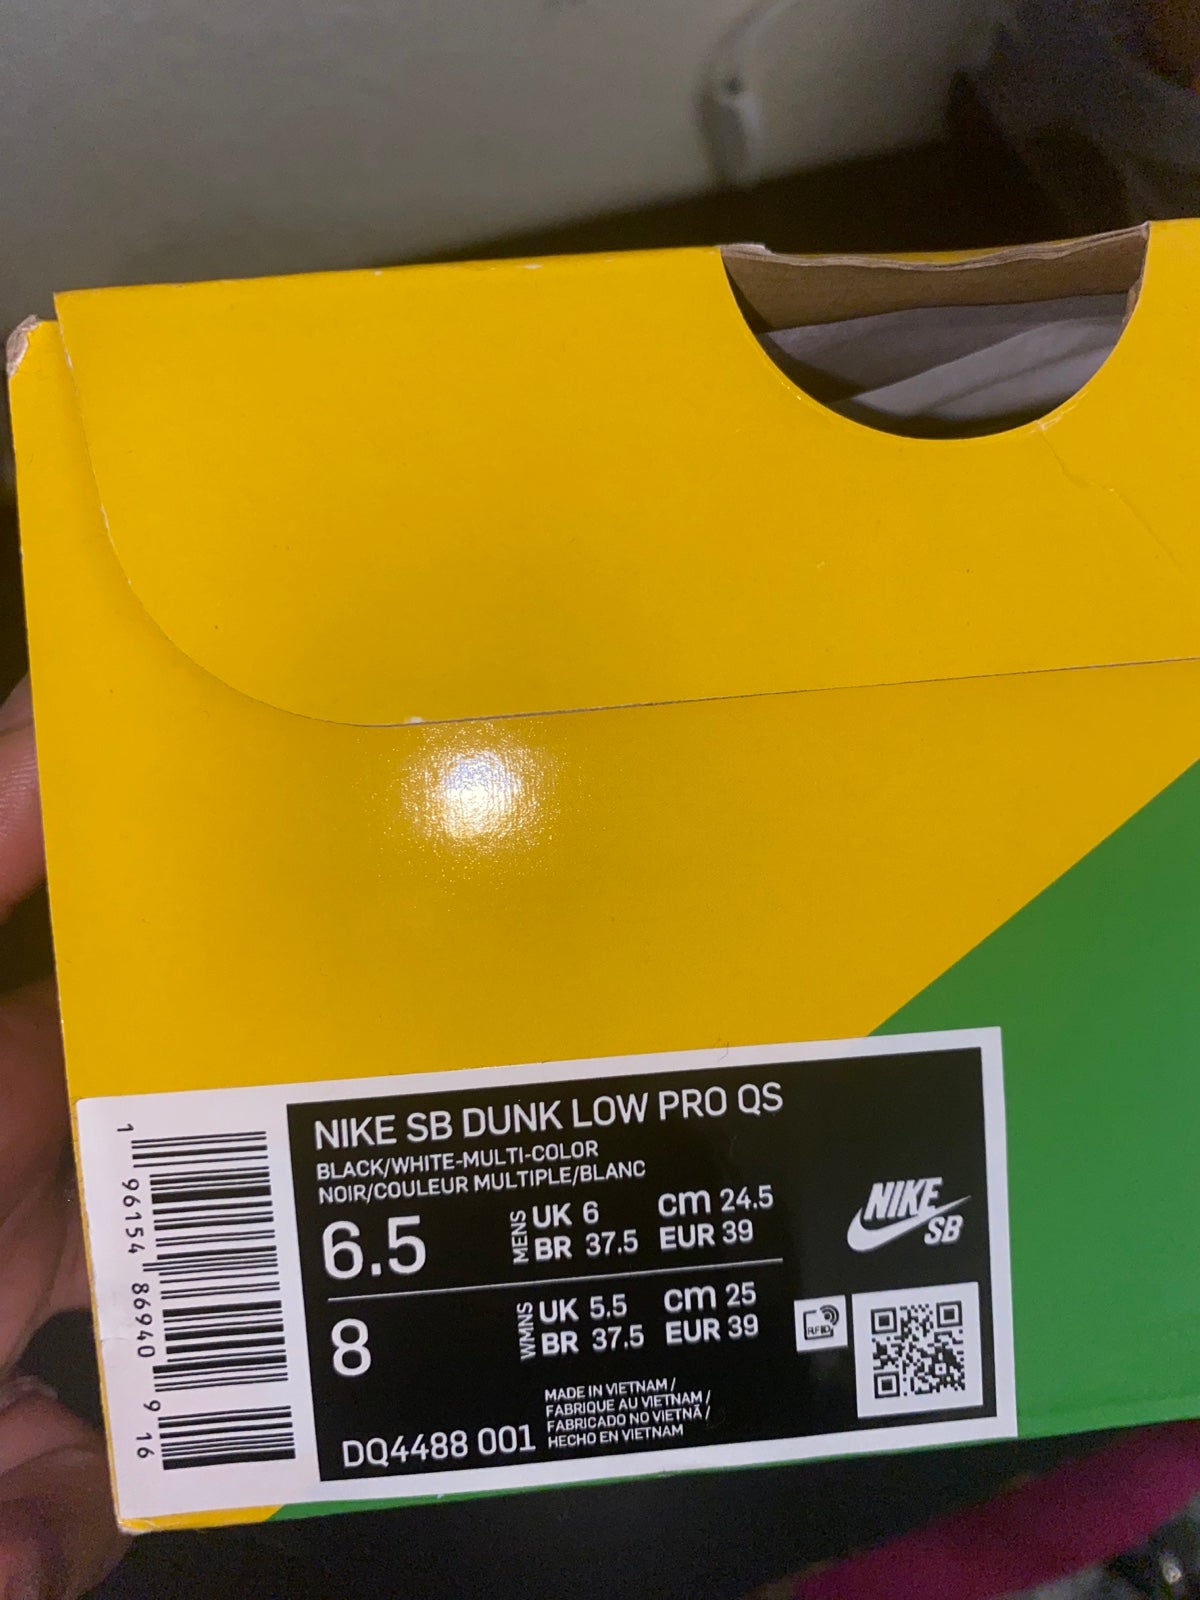 NIKE SB DUNK LOW PRO QS
BLACK/WHITE-MULTI-COLOR
NOIR/COULEUR MULTIPLE/BLANC
6.5
MENS
UK 6 cm 24.5
BR 37.5 EUR 39
8
WMNS
UK 5.5 cm 25
BR 37.5 EUR 39
MADE IN VIETNAM /
FABRIQUE AU VIETNAM /
FABRICADO NO VIETNÃ /
HECHO EN VIETNAM
DQ4488 001
NIKE
SB
RFID
1 96154 86940 9 16